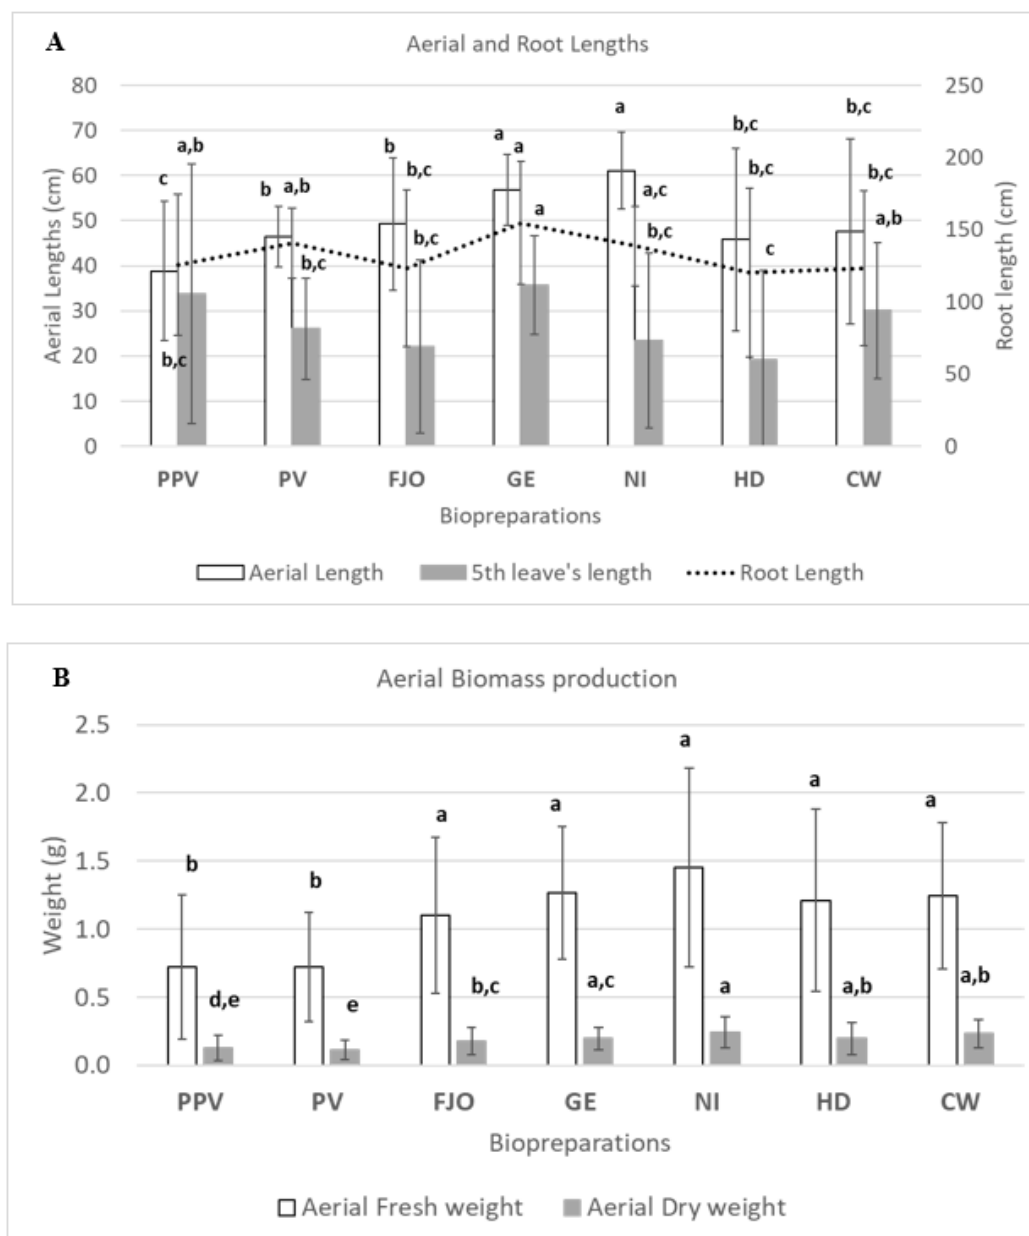 A
Aerial and Root Lengths
80
70
60
50
40
30
20
10
0
Aerial Lengths (cm)
250
200
150
100
50
0
Root length (cm)
c
a,b
b,c
b
a,b
b,c
b
b,c
b,c
a
a
a
a
a,c
b,c
b,c
b,c
c
b,c
b,c
a,b
PPV PV FJO GE NI HD CW
Biopreparations
Aerial Length 5th leave's length Root Length
B
Aerial Biomass production
2.5
2.0
1.5
1.0
0.5
0.0
Weight (g)
b
d,e
b
e
a
b,c
a
a,c
a
a
a
a,b
a
a,b
PPV PV FJO GE NI HD CW
Biopreparations
Aerial Fresh weight Aerial Dry weight